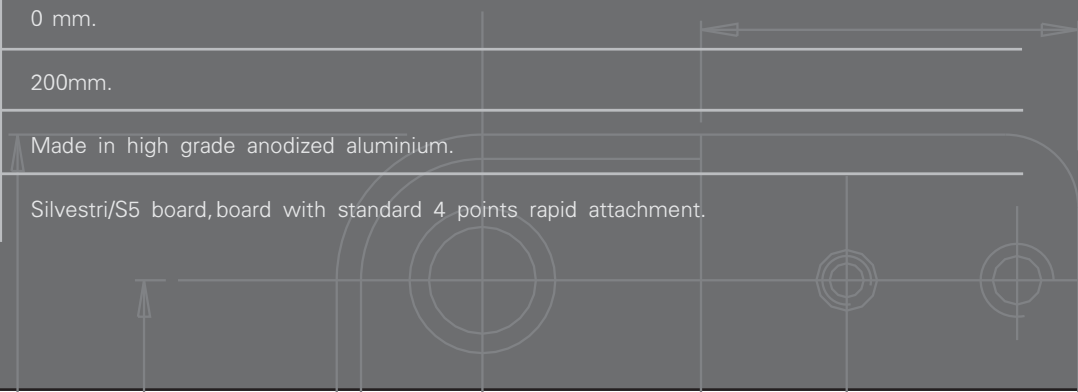 0 mm.
200mm.
Made in high grade anodized aluminium.
Silvestri/S5 board, board with standard 4 points rapid attachment.